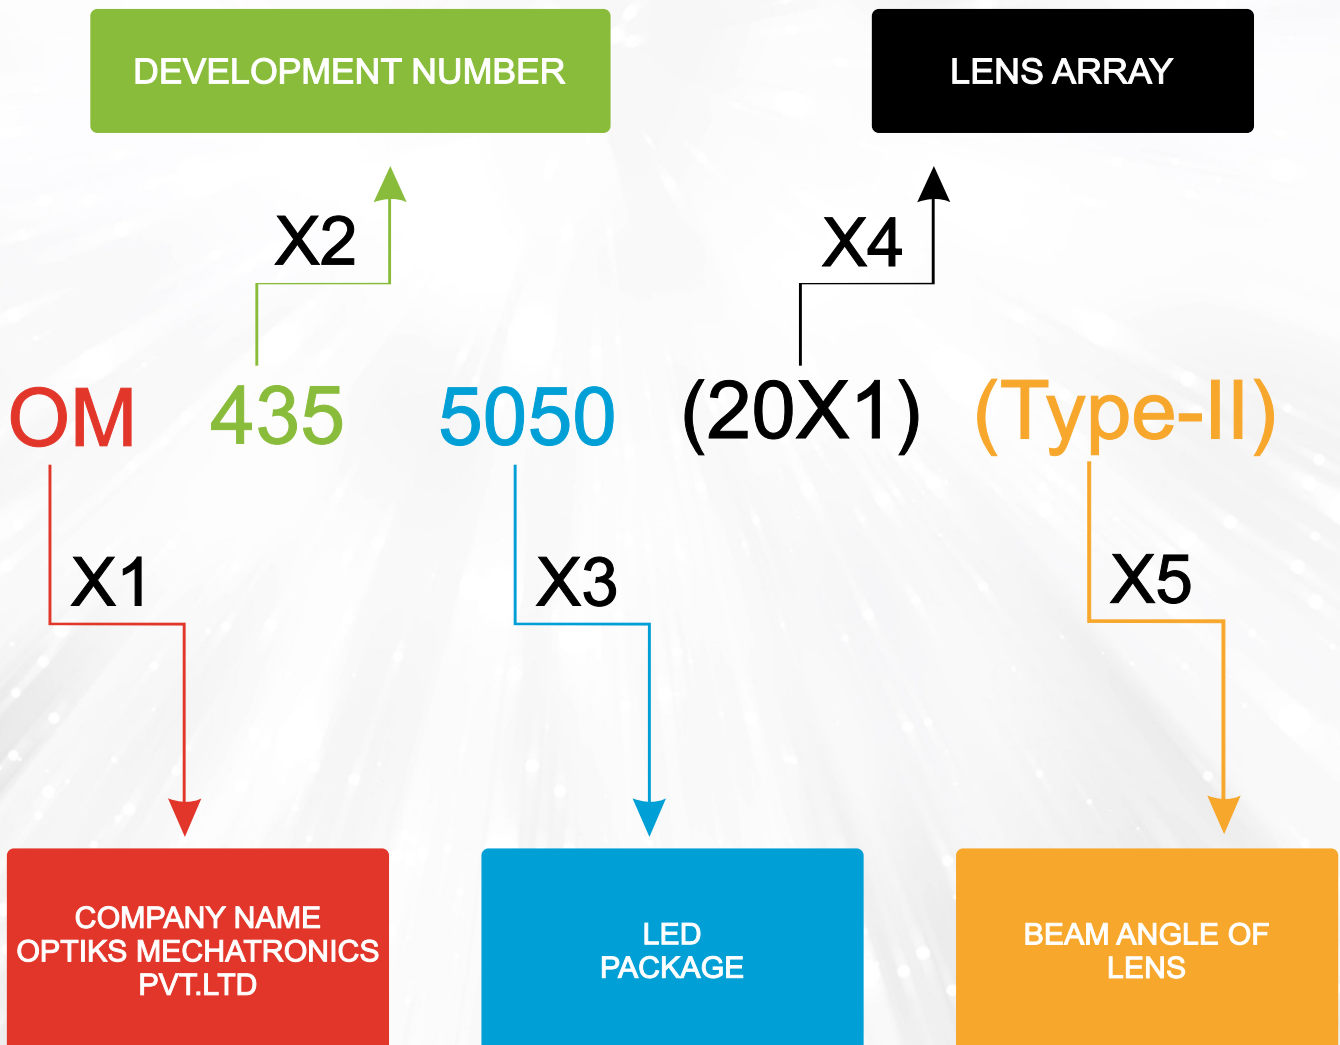 DEVELOPMENT NUMBER
LENS ARRAY
X2
X4
OM 435 5050 (20X1) (Type-II)
X1
X3
X5
COMPANY NAME
OPTIKS MECHATRONICS
PVT.LTD
LED
PACKAGE
BEAM ANGLE OF
LENS